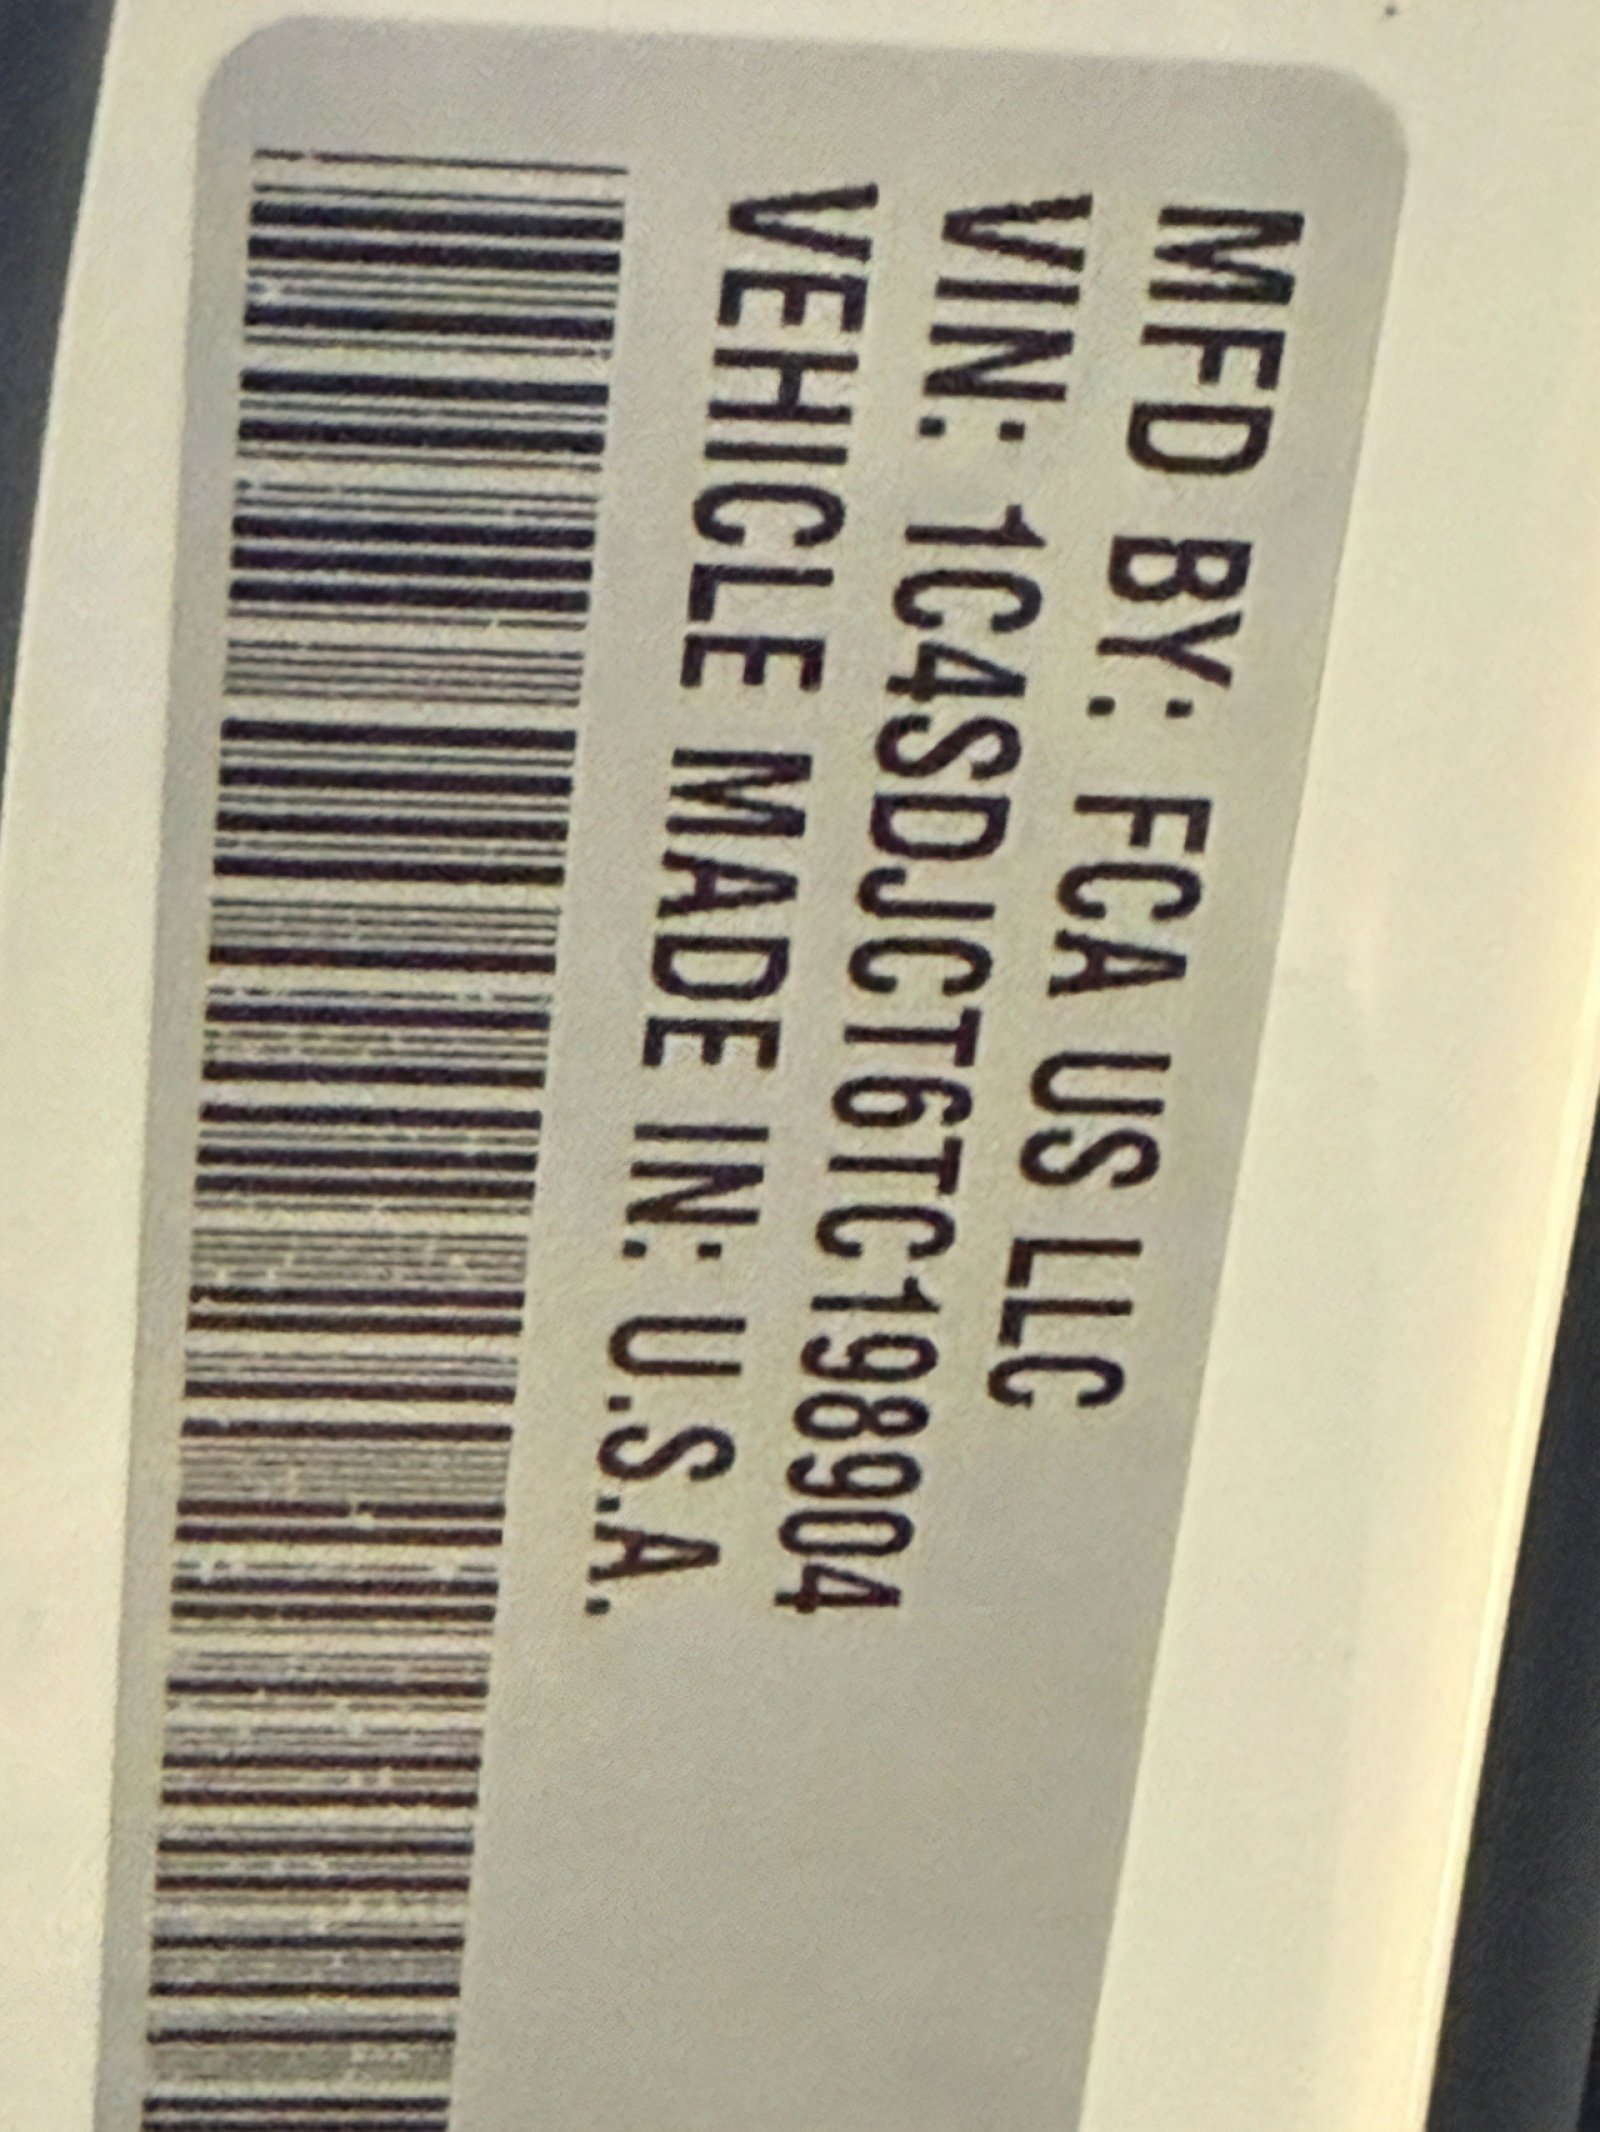 MFD BY: FCA US LLC
VIN: 1C4SDJCT6TC198904
VEHICLE MADE IN: U.S.A.